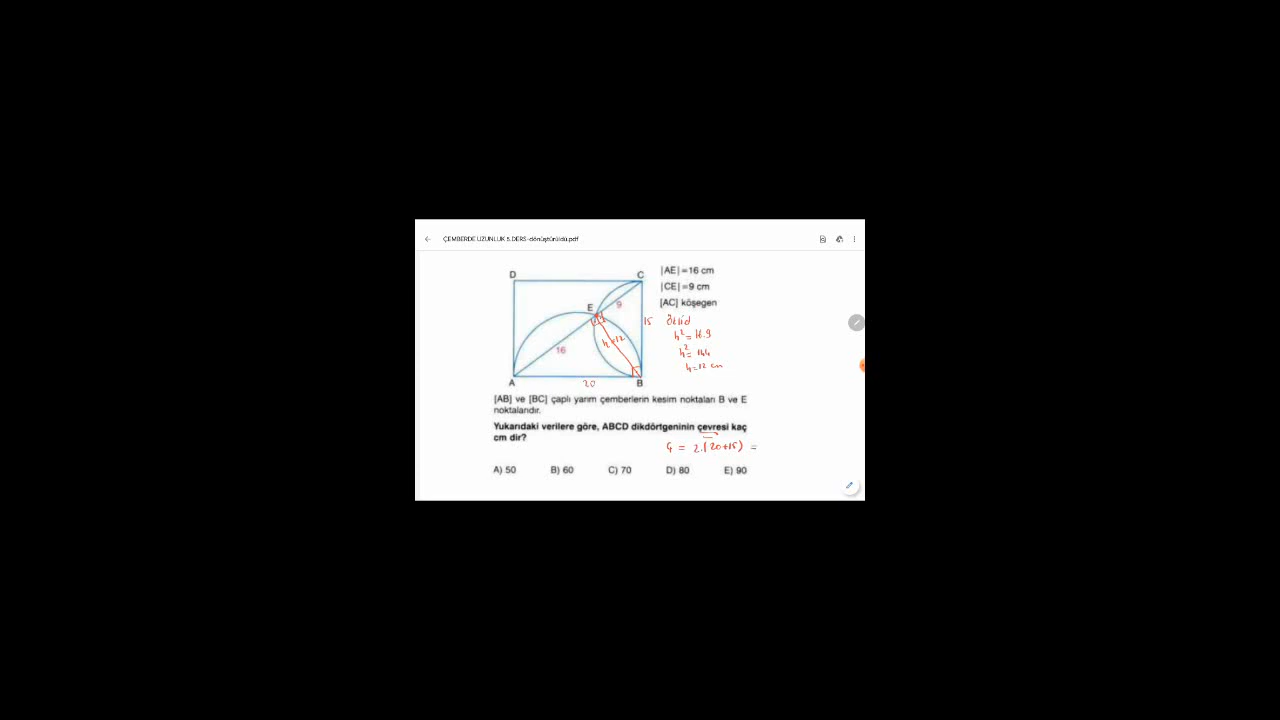 ÇEMBERDE UZUNLUK 5.DERS-dönüştürüldü.pdf
D
C
|AE| = 16 cm
|CE| = 9 cm
[AC] köşegen
E
9
15
Öklid
h² = 16.9
h² = 144
h = 12 cm
h=12
16
A
20
B
[AB] ve [BC] çaplı yarım çemberlerin kesim noktaları B ve E
noktalarıdır.
Yukarıdaki verilere göre, ABCD dikdörtgeninin çevresi kaç
cm dir?
Ç = 2.(20+15) =
A) 50 B) 60 C) 70 D) 80 E) 90